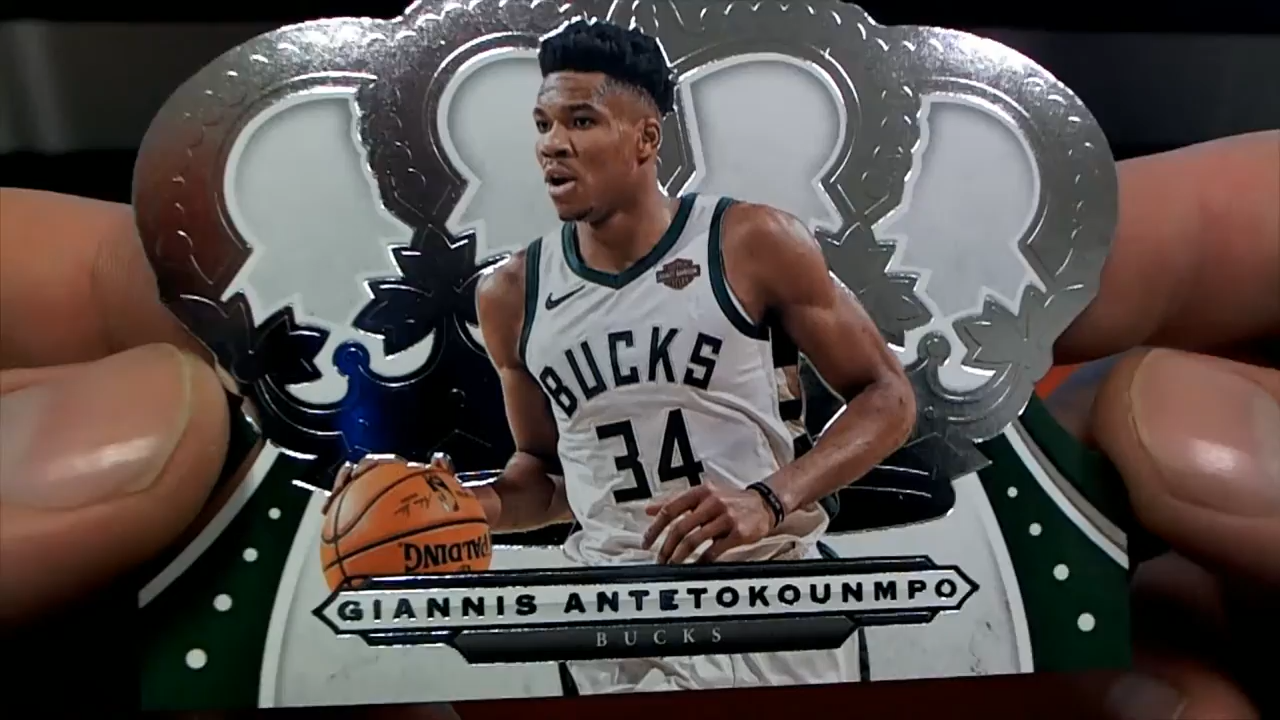 BUCKS
34
SPALDING
GIANNIS ANTETOKOUNMPO
BUCKS